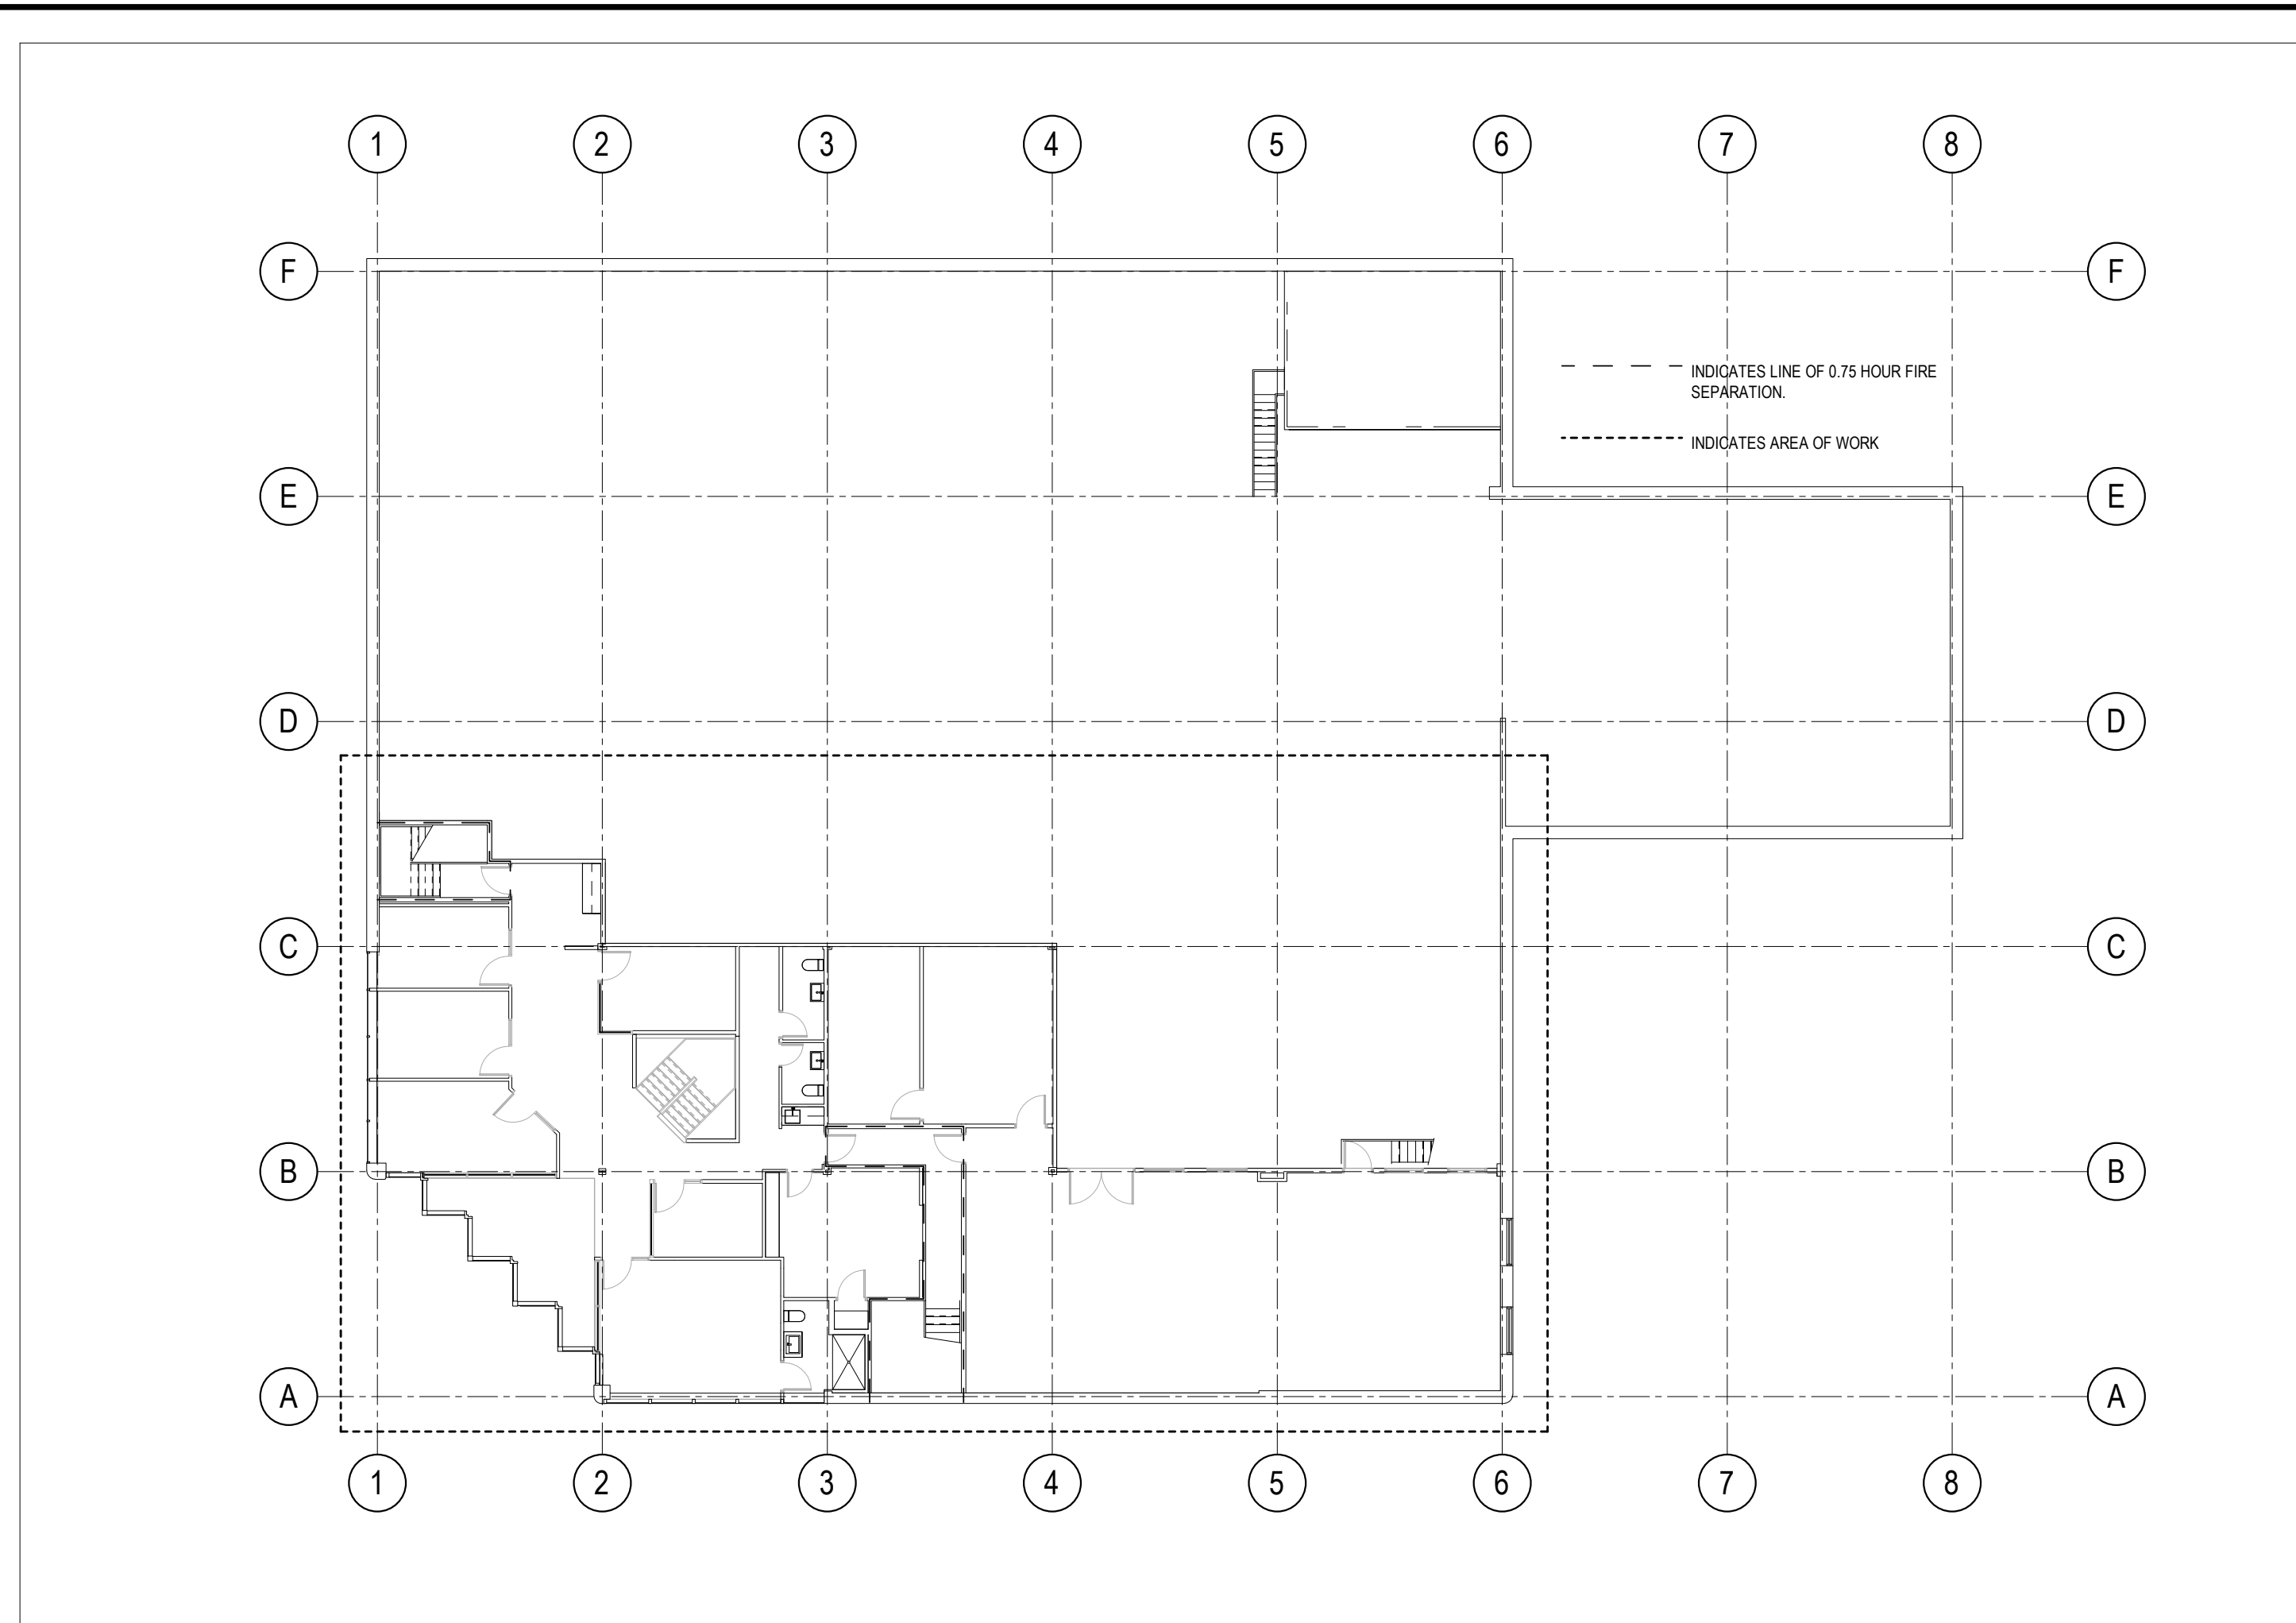 1 2 3 4 5 6 7 8
F F
INDICATES LINE OF 0.75 HOUR FIRE
SEPARATION.
INDICATES AREA OF WORK
E E
D D
C C
B B
A A
1 2 3 4 5 6 7 8